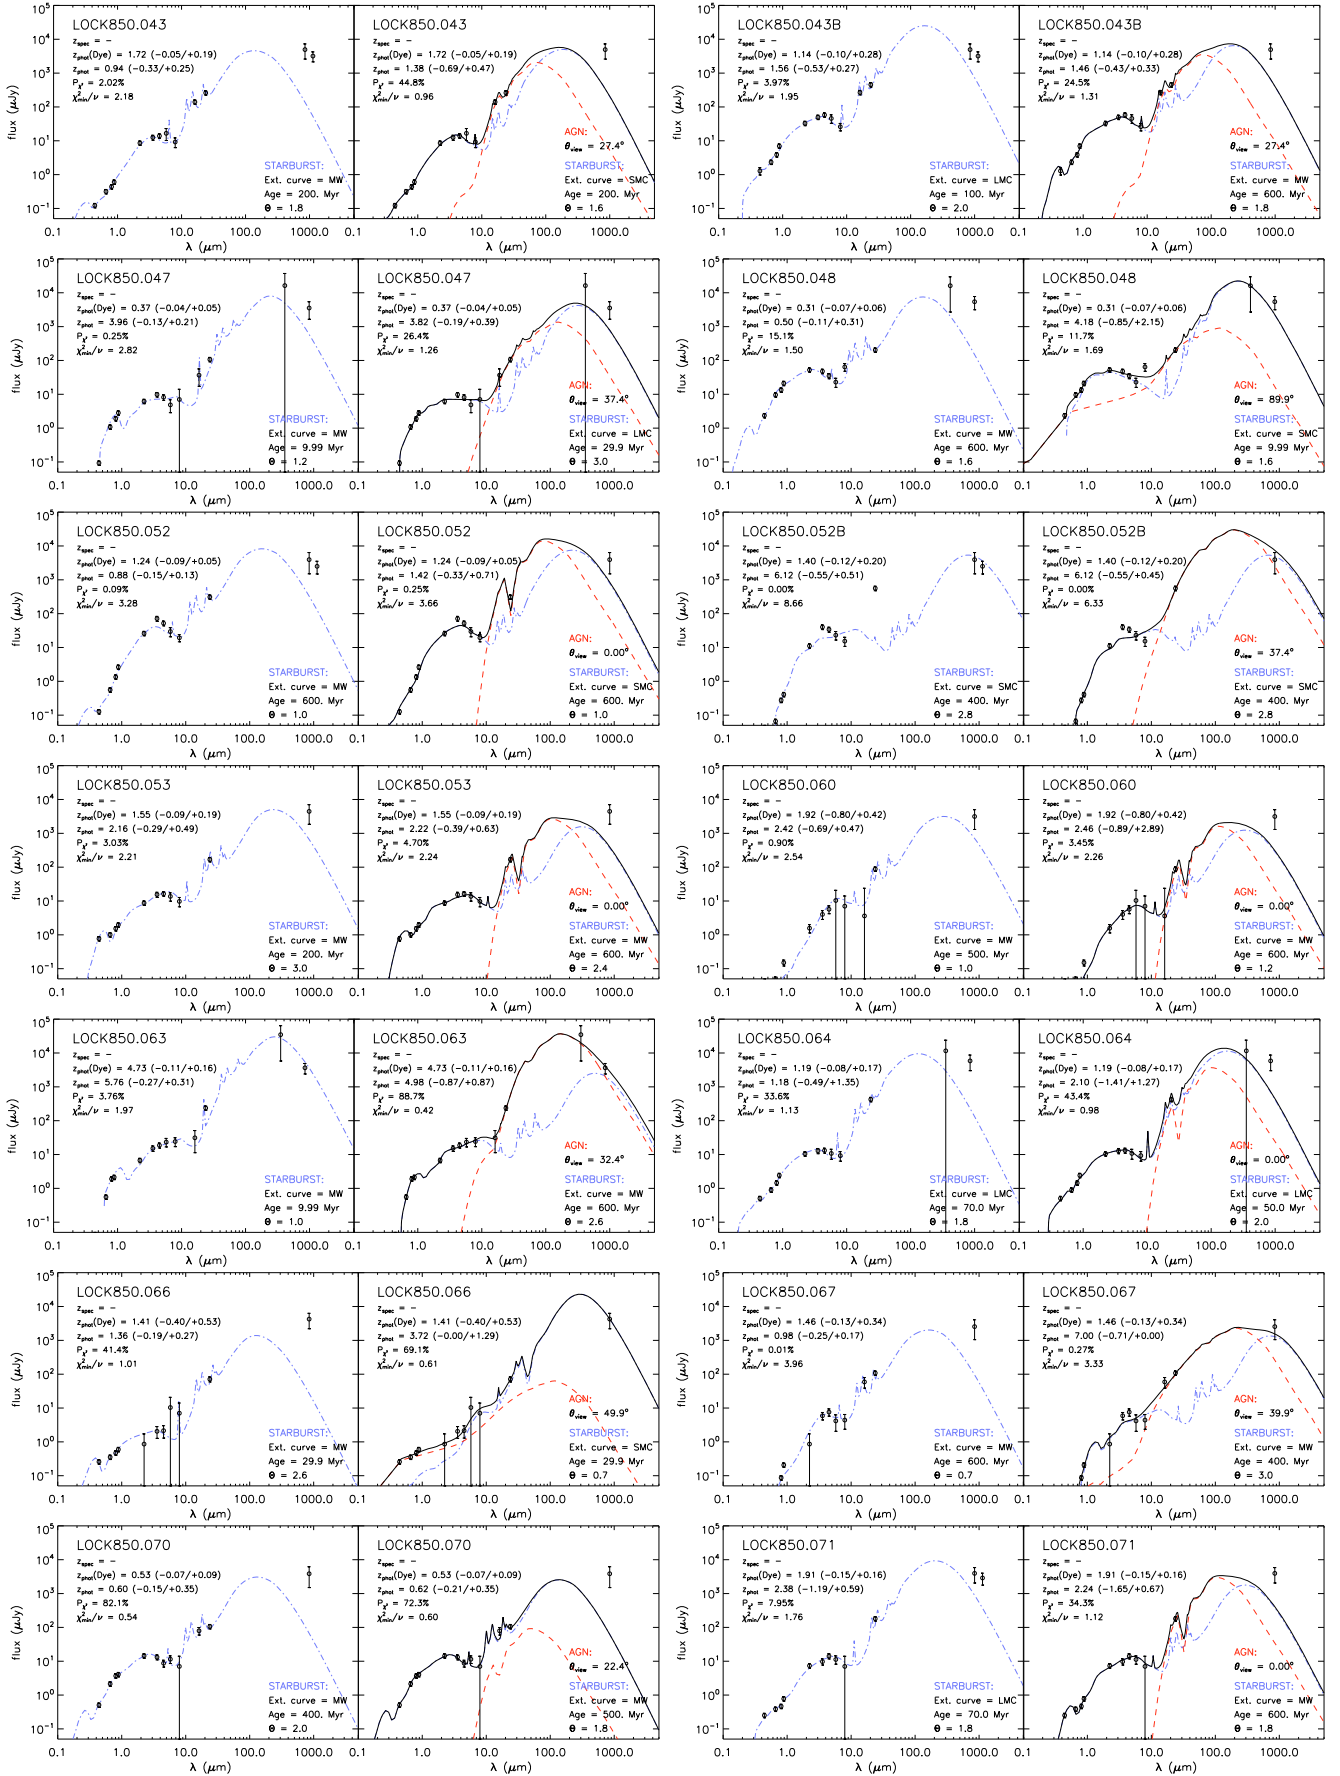 LOCK850.043
z_spec = –
z_phot(Dye) = 1.72 (-0.05/+0.19)
z_phot = 0.94 (-0.33/+0.25)
P_χ² = 2.02%
χ²_min/ν = 2.18
STARBURST:
Ext. curve = MW
Age = 200. Myr
Θ = 1.8
LOCK850.043
z_spec = –
z_phot(Dye) = 1.72 (-0.05/+0.19)
z_phot = 1.38 (-0.69/+0.47)
P_χ² = 44.8%
χ²_min/ν = 0.96
AGN:
θ_view = 27.4°
STARBURST:
Ext. curve = SMC
Age = 200. Myr
Θ = 1.6
LOCK850.043B
z_spec = –
z_phot(Dye) = 1.14 (-0.10/+0.28)
z_phot = 1.56 (-0.53/+0.27)
P_χ² = 3.97%
χ²_min/ν = 1.95
STARBURST:
Ext. curve = LMC
Age = 100. Myr
Θ = 2.0
LOCK850.043B
z_spec = –
z_phot(Dye) = 1.14 (-0.10/+0.28)
z_phot = 1.46 (-0.43/+0.33)
P_χ² = 24.5%
χ²_min/ν = 1.31
AGN:
θ_view = 27.4°
STARBURST:
Ext. curve = MW
Age = 600. Myr
Θ = 1.8
flux (μJy)
10⁵
10⁴
10³
10²
10¹
10⁰
10⁻¹
0.1 1.0 10.0 100.0 1000.0
λ (μm)
LOCK850.047
z_spec = –
z_phot(Dye) = 0.37 (-0.04/+0.05)
z_phot = 3.96 (-0.13/+0.21)
P_χ² = 0.25%
χ²_min/ν = 2.82
STARBURST:
Ext. curve = MW
Age = 9.99 Myr
Θ = 1.2
LOCK850.047
z_spec = –
z_phot(Dye) = 0.37 (-0.04/+0.05)
z_phot = 3.82 (-0.19/+0.39)
P_χ² = 26.4%
χ²_min/ν = 1.26
AGN:
θ_view = 37.4°
STARBURST:
Ext. curve = LMC
Age = 29.9 Myr
Θ = 3.0
LOCK850.048
z_spec = –
z_phot(Dye) = 0.31 (-0.07/+0.06)
z_phot = 0.50 (-0.11/+0.31)
P_χ² = 15.1%
χ²_min/ν = 1.50
STARBURST:
Ext. curve = MW
Age = 600. Myr
Θ = 1.6
LOCK850.048
z_spec = –
z_phot(Dye) = 0.31 (-0.07/+0.06)
z_phot = 4.18 (-0.85/+2.15)
P_χ² = 11.7%
χ²_min/ν = 1.69
AGN:
θ_view = 89.9°
STARBURST:
Ext. curve = SMC
Age = 9.99 Myr
Θ = 1.6
LOCK850.052
z_spec = –
z_phot(Dye) = 1.24 (-0.09/+0.05)
z_phot = 0.88 (-0.15/+0.13)
P_χ² = 0.09%
χ²_min/ν = 3.28
STARBURST:
Ext. curve = MW
Age = 600. Myr
Θ = 1.0
LOCK850.052
z_spec = –
z_phot(Dye) = 1.24 (-0.09/+0.05)
z_phot = 1.42 (-0.33/+0.71)
P_χ² = 0.25%
χ²_min/ν = 3.66
AGN:
θ_view = 0.00°
STARBURST:
Ext. curve = SMC
Age = 600. Myr
Θ = 1.0
LOCK850.052B
z_spec = –
z_phot(Dye) = 1.40 (-0.12/+0.20)
z_phot = 6.12 (-0.55/+0.51)
P_χ² = 0.00%
χ²_min/ν = 8.66
STARBURST:
Ext. curve = SMC
Age = 400. Myr
Θ = 2.8
LOCK850.052B
z_spec = –
z_phot(Dye) = 1.40 (-0.12/+0.20)
z_phot = 6.12 (-0.55/+0.45)
P_χ² = 0.00%
χ²_min/ν = 6.33
AGN:
θ_view = 37.4°
STARBURST:
Ext. curve = SMC
Age = 400. Myr
Θ = 2.8
LOCK850.053
z_spec = –
z_phot(Dye) = 1.55 (-0.09/+0.19)
z_phot = 2.16 (-0.29/+0.49)
P_χ² = 3.03%
χ²_min/ν = 2.21
STARBURST:
Ext. curve = MW
Age = 200. Myr
Θ = 3.0
LOCK850.053
z_spec = –
z_phot(Dye) = 1.55 (-0.09/+0.19)
z_phot = 2.22 (-0.39/+0.63)
P_χ² = 4.70%
χ²_min/ν = 2.24
AGN:
θ_view = 0.00°
STARBURST:
Ext. curve = MW
Age = 600. Myr
Θ = 2.4
LOCK850.060
z_spec = –
z_phot(Dye) = 1.92 (-0.80/+0.42)
z_phot = 2.42 (-0.69/+0.47)
P_χ² = 0.90%
χ²_min/ν = 2.54
STARBURST:
Ext. curve = MW
Age = 500. Myr
Θ = 1.0
LOCK850.060
z_spec = –
z_phot(Dye) = 1.92 (-0.80/+0.42)
z_phot = 2.46 (-0.89/+2.89)
P_χ² = 3.45%
χ²_min/ν = 2.26
AGN:
θ_view = 0.00°
STARBURST:
Ext. curve = MW
Age = 600. Myr
Θ = 1.2
LOCK850.063
z_spec = –
z_phot(Dye) = 4.73 (-0.11/+0.16)
z_phot = 5.76 (-0.27/+0.31)
P_χ² = 3.76%
χ²_min/ν = 1.97
STARBURST:
Ext. curve = MW
Age = 9.99 Myr
Θ = 1.0
LOCK850.063
z_spec = –
z_phot(Dye) = 4.73 (-0.11/+0.16)
z_phot = 4.98 (-0.87/+0.87)
P_χ² = 88.7%
χ²_min/ν = 0.42
AGN:
θ_view = 32.4°
STARBURST:
Ext. curve = MW
Age = 600. Myr
Θ = 2.6
LOCK850.064
z_spec = –
z_phot(Dye) = 1.19 (-0.08/+0.17)
z_phot = 1.18 (-0.49/+1.35)
P_χ² = 33.6%
χ²_min/ν = 1.13
STARBURST:
Ext. curve = LMC
Age = 70.0 Myr
Θ = 1.8
LOCK850.064
z_spec = –
z_phot(Dye) = 1.19 (-0.08/+0.17)
z_phot = 2.10 (-1.41/+1.27)
P_χ² = 43.4%
χ²_min/ν = 0.98
AGN:
θ_view = 0.00°
STARBURST:
Ext. curve = LMC
Age = 50.0 Myr
Θ = 2.0
LOCK850.066
z_spec = –
z_phot(Dye) = 1.41 (-0.40/+0.53)
z_phot = 1.36 (-0.19/+0.27)
P_χ² = 41.4%
χ²_min/ν = 1.01
STARBURST:
Ext. curve = MW
Age = 29.9 Myr
Θ = 2.6
LOCK850.066
z_spec = –
z_phot(Dye) = 1.41 (-0.40/+0.53)
z_phot = 3.72 (-0.00/+1.29)
P_χ² = 69.1%
χ²_min/ν = 0.61
AGN:
θ_view = 49.9°
STARBURST:
Ext. curve = SMC
Age = 29.9 Myr
Θ = 0.7
LOCK850.067
z_spec = –
z_phot(Dye) = 1.46 (-0.13/+0.34)
z_phot = 0.98 (-0.25/+0.17)
P_χ² = 0.01%
χ²_min/ν = 3.96
STARBURST:
Ext. curve = MW
Age = 600. Myr
Θ = 0.7
LOCK850.067
z_spec = –
z_phot(Dye) = 1.46 (-0.13/+0.34)
z_phot = 7.00 (-0.71/+0.00)
P_χ² = 0.27%
χ²_min/ν = 3.33
AGN:
θ_view = 39.9°
STARBURST:
Ext. curve = MW
Age = 400. Myr
Θ = 3.0
LOCK850.070
z_spec = –
z_phot(Dye) = 0.53 (-0.07/+0.09)
z_phot = 0.60 (-0.15/+0.35)
P_χ² = 82.1%
χ²_min/ν = 0.54
STARBURST:
Ext. curve = MW
Age = 400. Myr
Θ = 2.0
LOCK850.070
z_spec = –
z_phot(Dye) = 0.53 (-0.07/+0.09)
z_phot = 0.62 (-0.21/+0.35)
P_χ² = 72.3%
χ²_min/ν = 0.60
AGN:
θ_view = 22.4°
STARBURST:
Ext. curve = MW
Age = 500. Myr
Θ = 1.8
LOCK850.071
z_spec = –
z_phot(Dye) = 1.91 (-0.15/+0.16)
z_phot = 2.38 (-1.19/+0.59)
P_χ² = 7.95%
χ²_min/ν = 1.76
STARBURST:
Ext. curve = LMC
Age = 70.0 Myr
Θ = 1.8
LOCK850.071
z_spec = –
z_phot(Dye) = 1.91 (-0.15/+0.16)
z_phot = 2.24 (-1.65/+0.67)
P_χ² = 34.3%
χ²_min/ν = 1.12
AGN:
θ_view = 0.00°
STARBURST:
Ext. curve = MW
Age = 600. Myr
Θ = 1.8